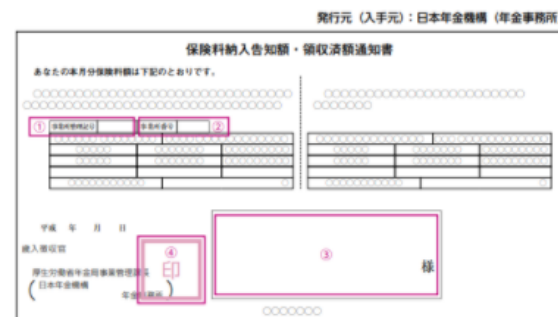 発行元（入手元）：日本年金機構（年金事務所
保険料納入告知額・領収済額通知書
あなたの本月分保険料額は下記のとおりです。
○○○○○○○○○○○○○○○○○○○○○○○○○○○○○○○
○○○○○○○
① 事業所整理記号 事業所番号 ②
平成 年 月 日
歳入徴収官
厚生労働省年金局事業管理課長
（日本年金機構 年金事務所）
④
印
③
様
○○○○○○○